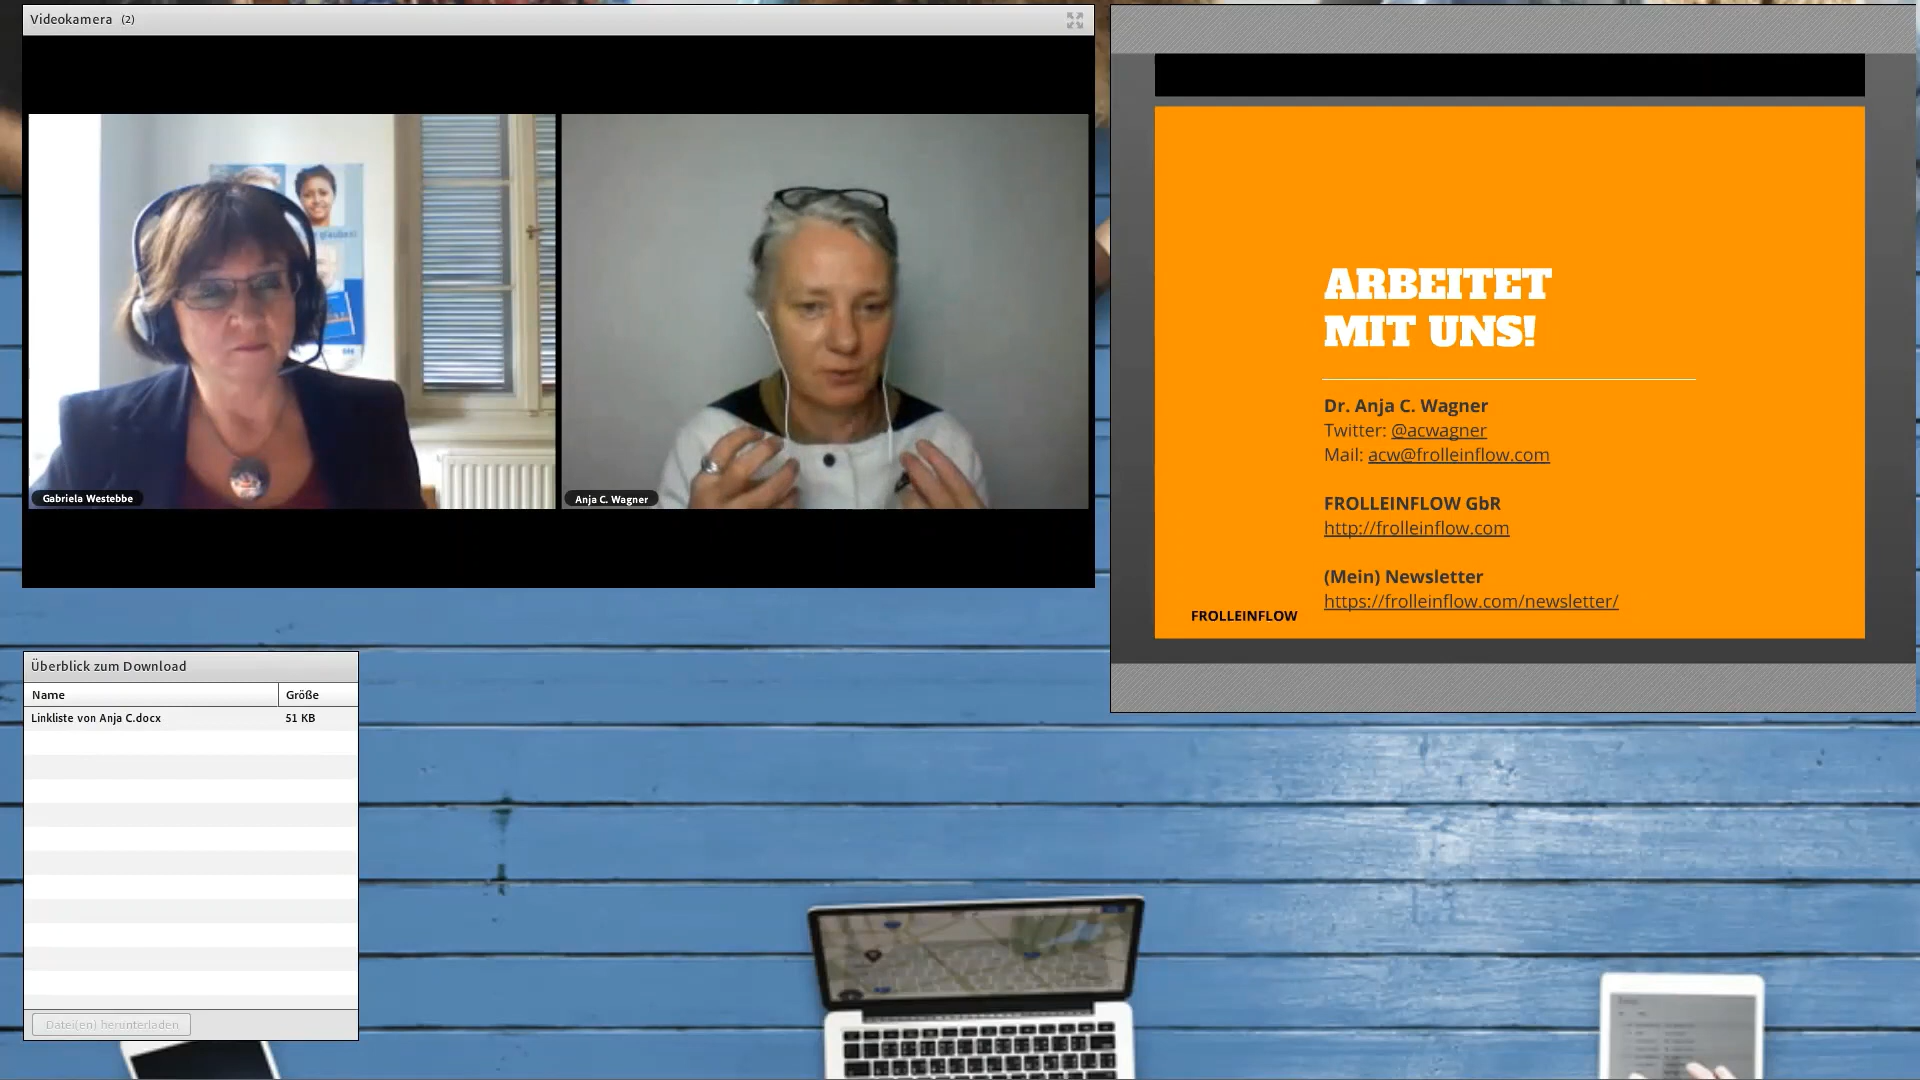 Videokamera (2)
Gabriela Westebbe
Anja C. Wagner
ARBEITET
MIT UNS!
Dr. Anja C. Wagner
Twitter: @acwagner
Mail: acw@frolleinflow.com
FROLLEINFLOW GbR
http://frolleinflow.com
(Mein) Newsletter
https://frolleinflow.com/newsletter/
FROLLEINFLOW
Überblick zum Download
Name Größe
Linkliste von Anja C.docx 51 KB
Datei(en) herunterladen